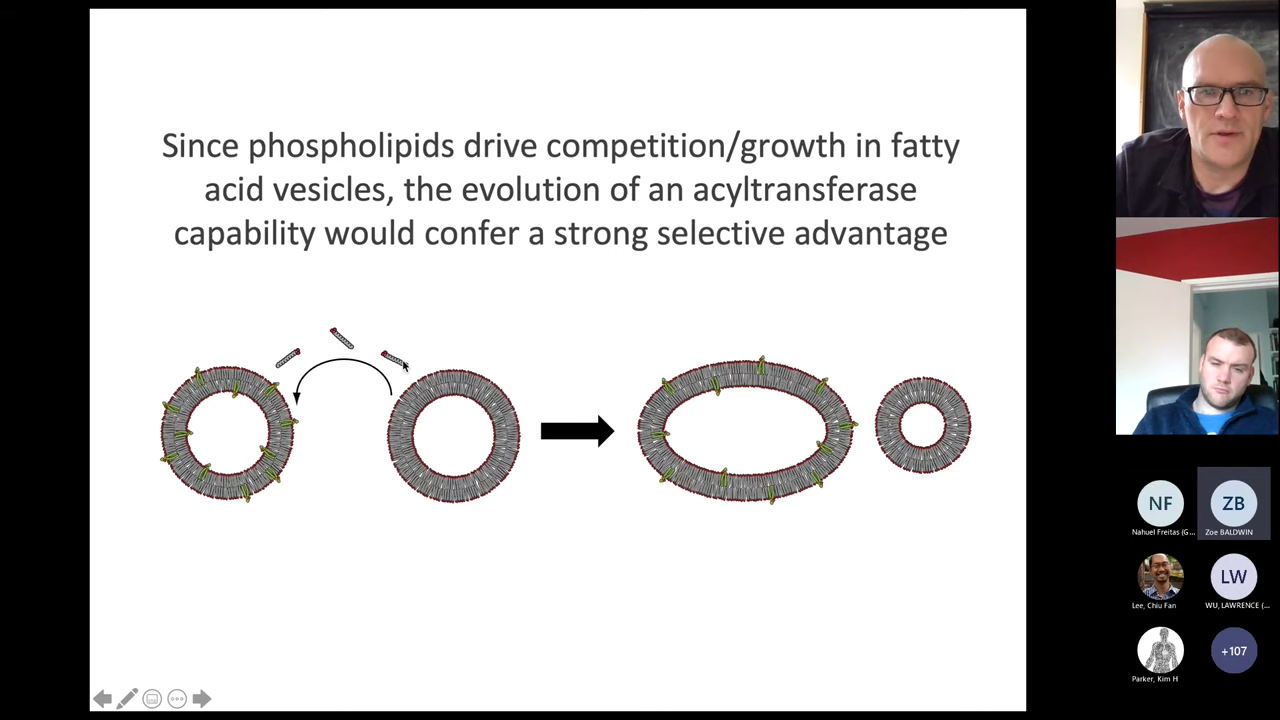 Since phospholipids drive competition/growth in fatty
acid vesicles, the evolution of an acyltransferase
capability would confer a strong selective advantage
NF
ZB
Nahuel Freitas (G...
Zoe BALDWIN
LW
Lee, Chiu Fan
WU, LAWRENCE (...
+107
Parker, Kim H